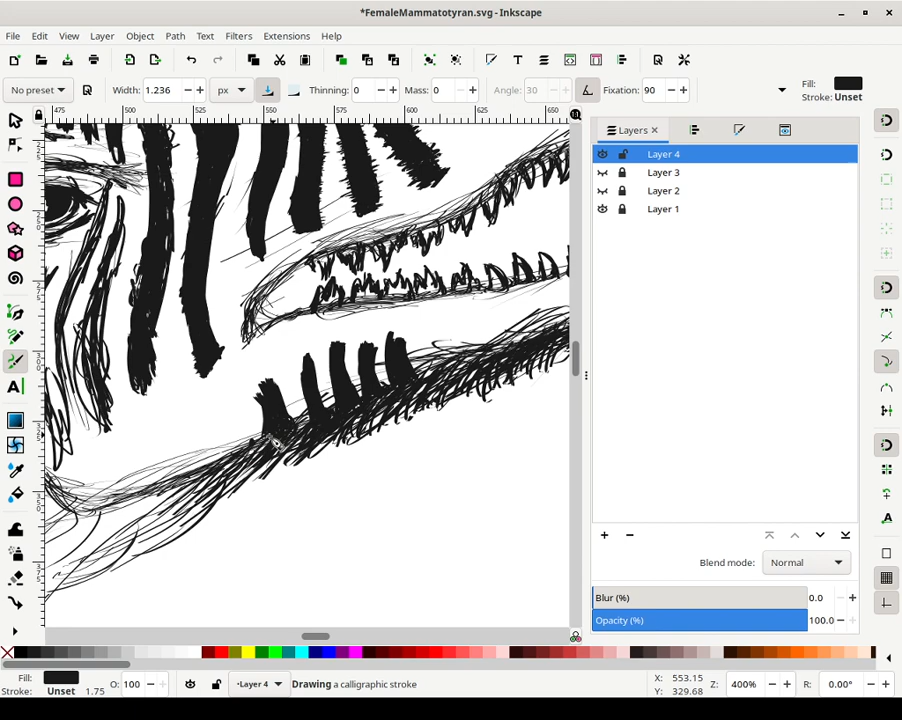 *FemaleMammatotyran.svg - Inkscape
File Edit View Layer Object Path Text Filters Extensions Help
No preset Width: 1.236 px Thinning: 0 Mass: 0 Angle: 30 Fixation: 90 Fill:
Stroke: Unset
475 500 525 550 575 600 625 650
Layers
Layer 4
Layer 3
Layer 2
Layer 1
Blend mode: Normal
Blur (%) 0.0
Opacity (%) 100.0
Fill:
Stroke: Unset 1.75 O: 100 Layer 4 Drawing a calligraphic stroke X: 553.15 Z: 400% R: 0.00°
Y: 329.68